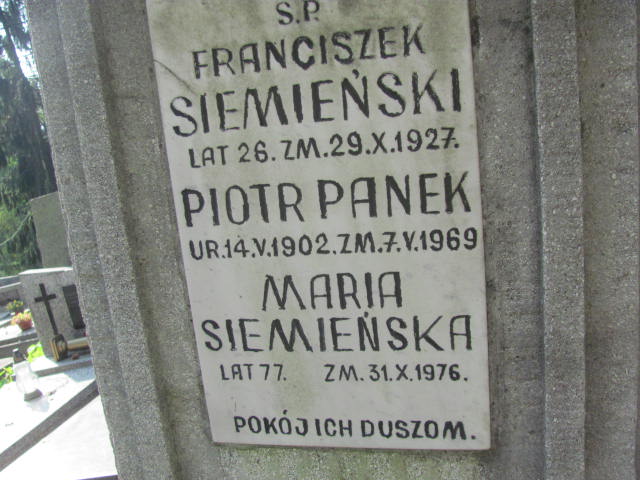 S.P.
FRANCISZEK
SIEMIEŃSKI
LAT 26. ZM. 29. X. 1927.
PIOTR PANEK
UR. 14. V. 1902. ZM. 7. V. 1969
MARIA
SIEMIEŃSKA
LAT 77. ZM. 31. X. 1976.
POKÓJ ICH DUSZOM.